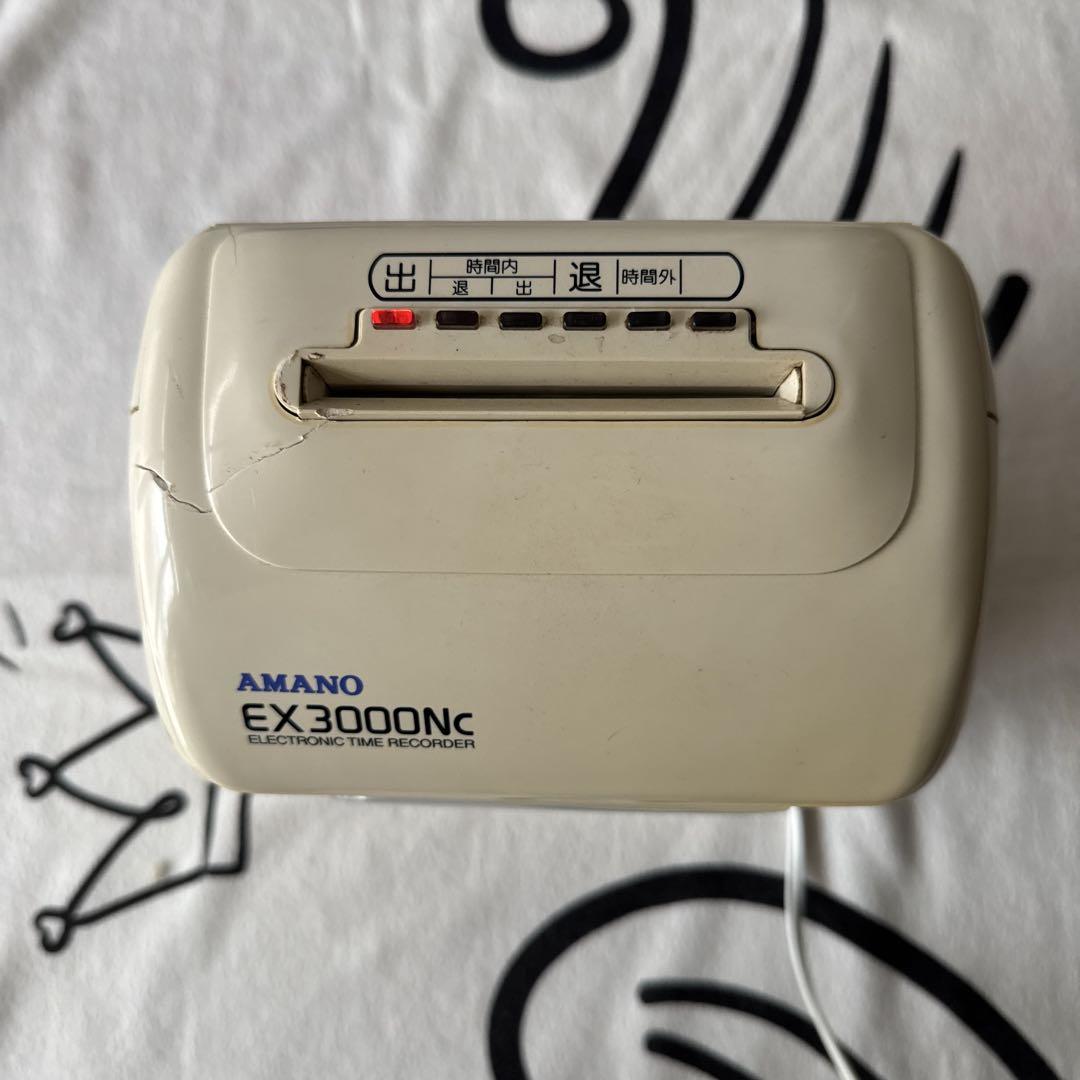 出 時間内 退 時間外
退 出
AMANO
EX3000Nc
ELECTRONIC TIME RECORDER